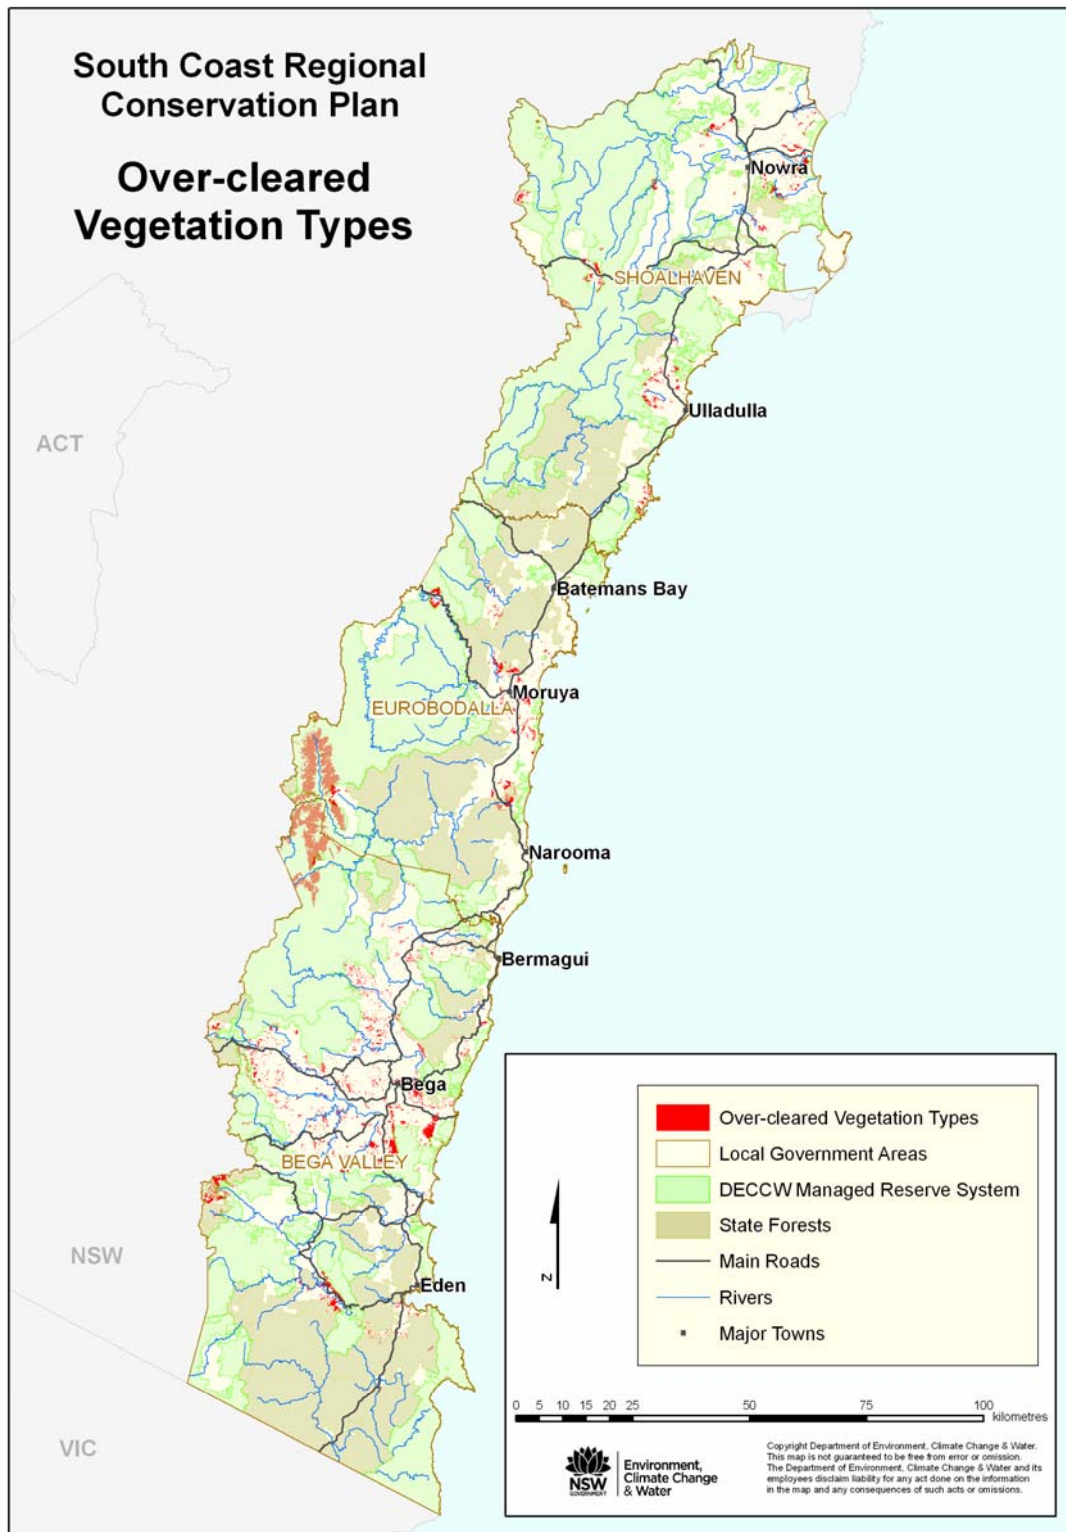 South Coast Regional
Conservation Plan
Over-cleared
Vegetation Types
Nowra
SHOALHAVEN
Ulladulla
ACT
Batemans Bay
Moruya
EUROBODALLA
Narooma
Bermagui
Bega
BEGA VALLEY
NSW
Eden
VIC
Over-cleared Vegetation Types
Local Government Areas
DECCW Managed Reserve System
State Forests
Main Roads
Rivers
Major Towns
N
0 5 10 15 20 25 50 75 100
kilometres
NSW
GOVERNMENT
Environment,
Climate Change
& Water
Copyright Department of Environment, Climate Change & Water.
This map is not guaranteed to be free from error or omission.
The Department of Environment, Climate Change & Water and its
employees disclaim liability for any act done on the information
in the map and any consequences of such acts or omissions.